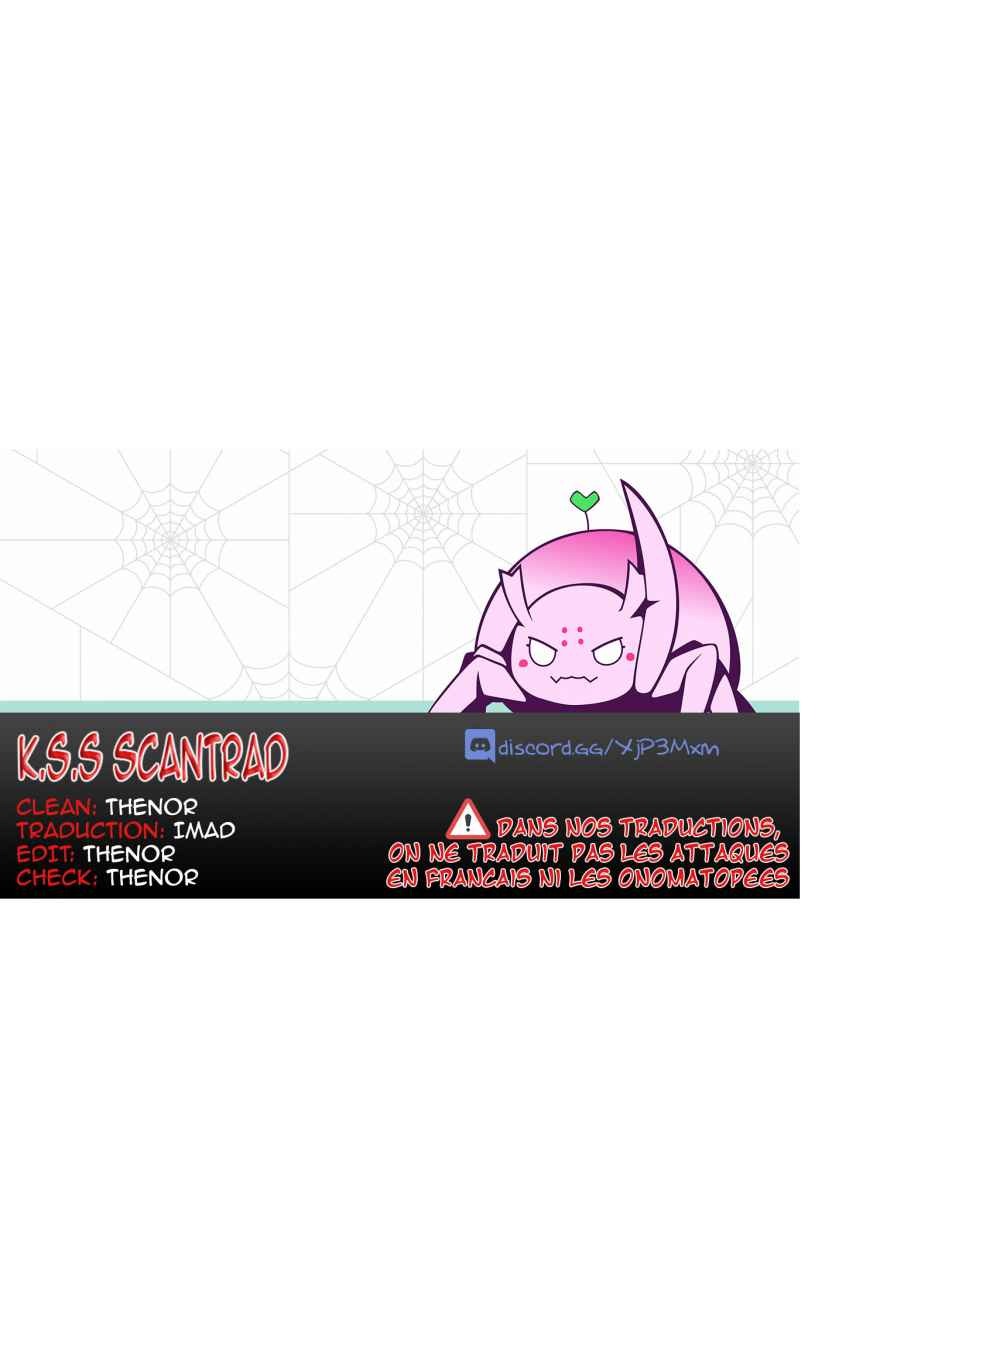 K.S.S SCANTRAD
discord.gg/XjP3Mxm
CLEAN: THENOR
TRADUCTION: IMAD
EDIT: THENOR
CHECK: THENOR
! DANS NOS TRADUCTIONS,
ON NE TRADUIT PAS LES ATTAQUES
EN FRANCAIS NI LES ONOMATOPEES